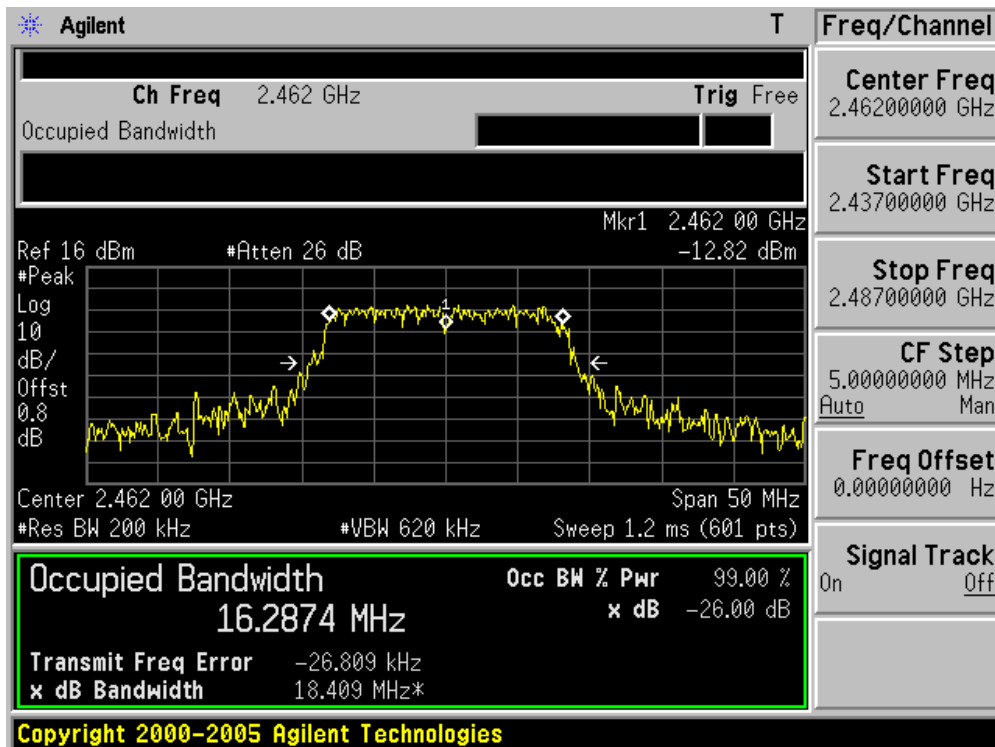 Agilent T
Ch Freq 2.462 GHz Trig Free
Occupied Bandwidth
Mkr1 2.462 00 GHz
Ref 16 dBm #Atten 26 dB -12.82 dBm
#Peak
Log
10
dB/
Offst
0.8
dB
1
Center 2.462 00 GHz Span 50 MHz
#Res BW 200 kHz #VBW 620 kHz Sweep 1.2 ms (601 pts)
Occupied Bandwidth
16.2874 MHz
Occ BW % Pwr 99.00 %
x dB -26.00 dB
Transmit Freq Error -26.809 kHz
x dB Bandwidth 18.409 MHz*
Copyright 2000-2005 Agilent Technologies
Freq/Channel
Center Freq
2.46200000 GHz
Start Freq
2.43700000 GHz
Stop Freq
2.48700000 GHz
CF Step
5.00000000 MHz
Auto Man
Freq Offset
0.00000000 Hz
Signal Track
On Off